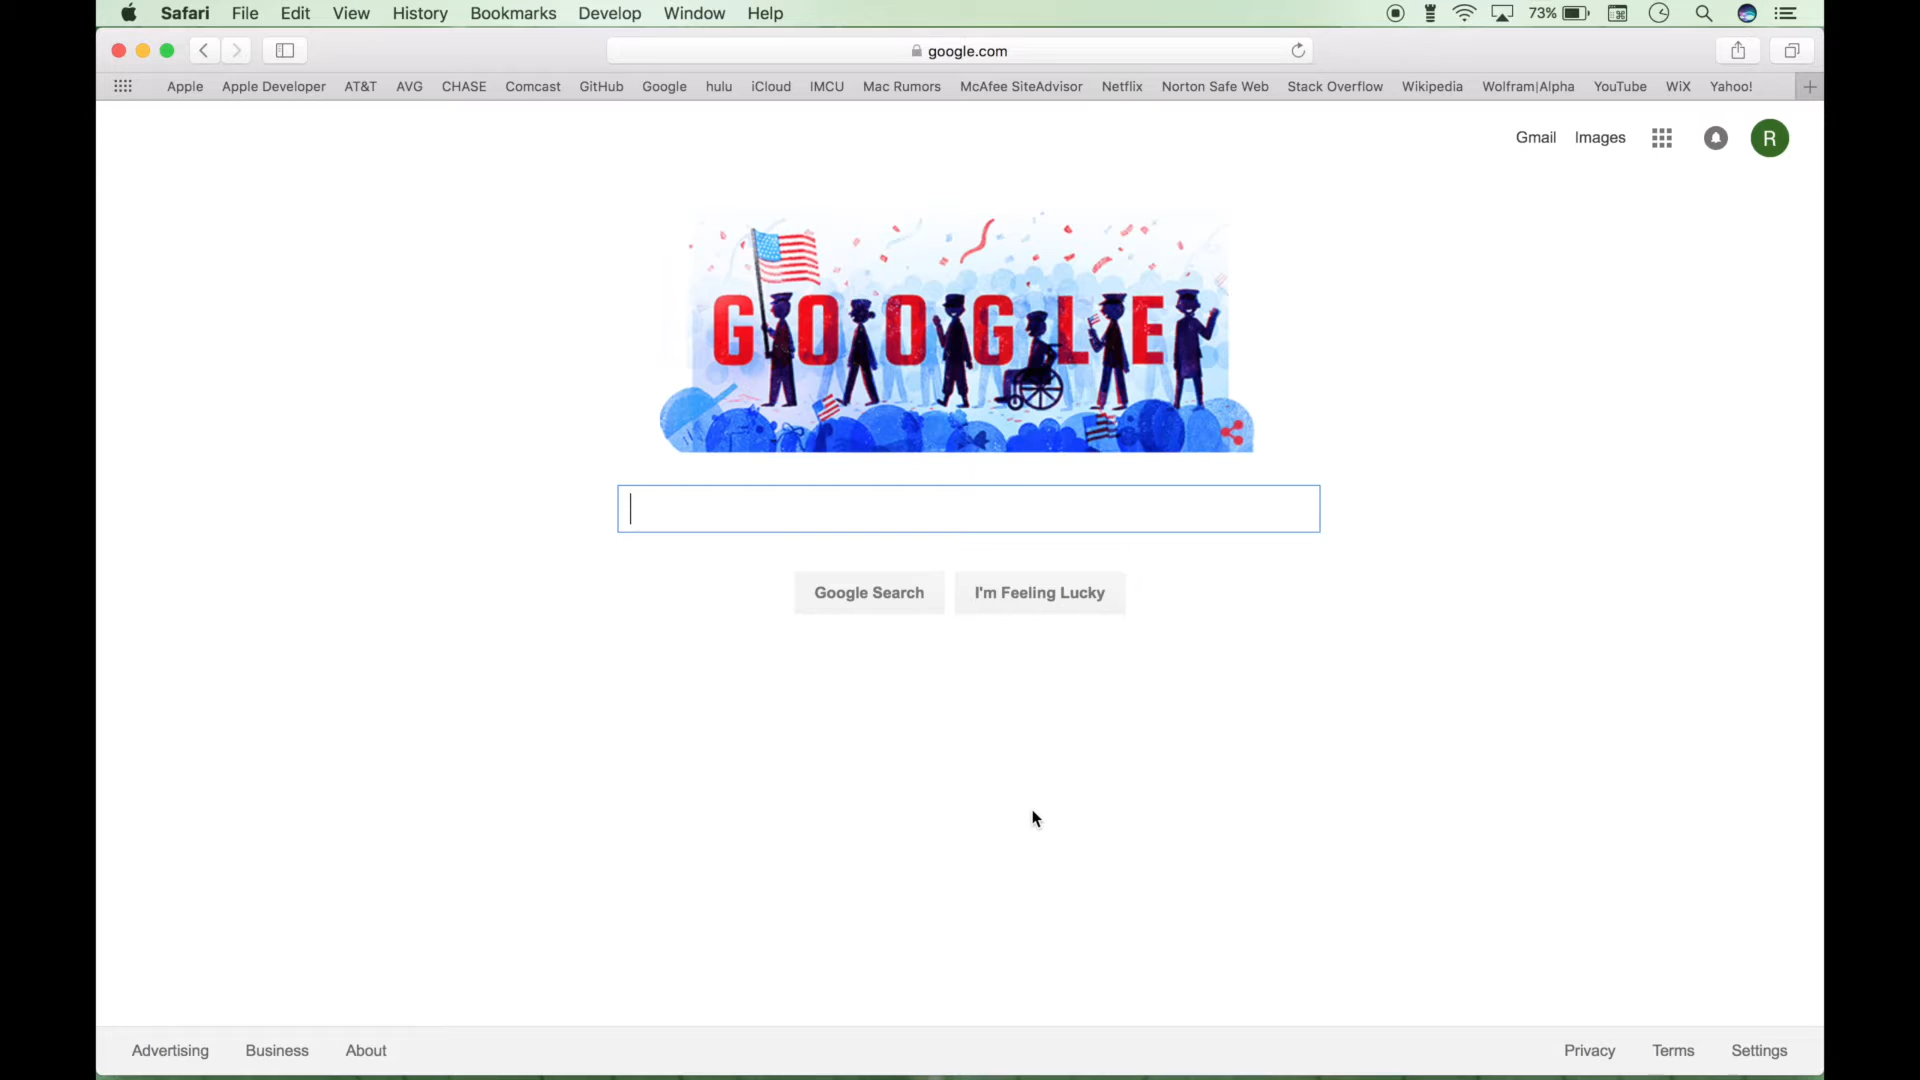 Safari File Edit View History Bookmarks Develop Window Help 73%
google.com
Apple Apple Developer AT&T AVG CHASE Comcast GitHub Google hulu iCloud IMCU Mac Rumors McAfee SiteAdvisor Netflix Norton Safe Web Stack Overflow Wikipedia Wolfram|Alpha YouTube WiX Yahoo!
Gmail Images R
GOOGLE
Google Search I'm Feeling Lucky
Advertising Business About Privacy Terms Settings